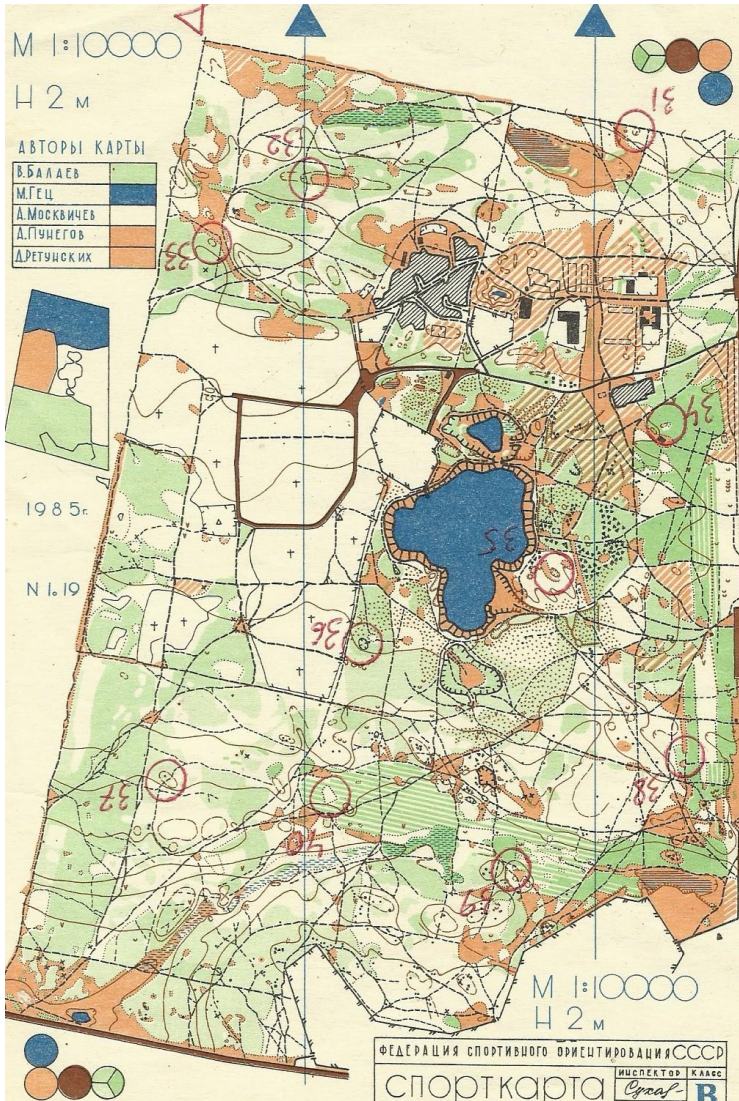 М 1:10000
Н 2 м
АВТОРЫ КАРТЫ
В.БАЛАЕВ
М.ГЕЦ
А.МОСКВИЧЕВ
А.ПУНЕГОВ
Д.РЕТУНСКИХ
1985г.
N 1.19
31
32
33
34
35
36
37
38
40
39
М 1:10000
Н 2 м
ФЕДЕРАЦИЯ СПОРТИВНОГО ОРИЕНТИРОВАНИЯ СССР
СПОРТКАРТА
ИНСПЕКТОР КЛАСС
В